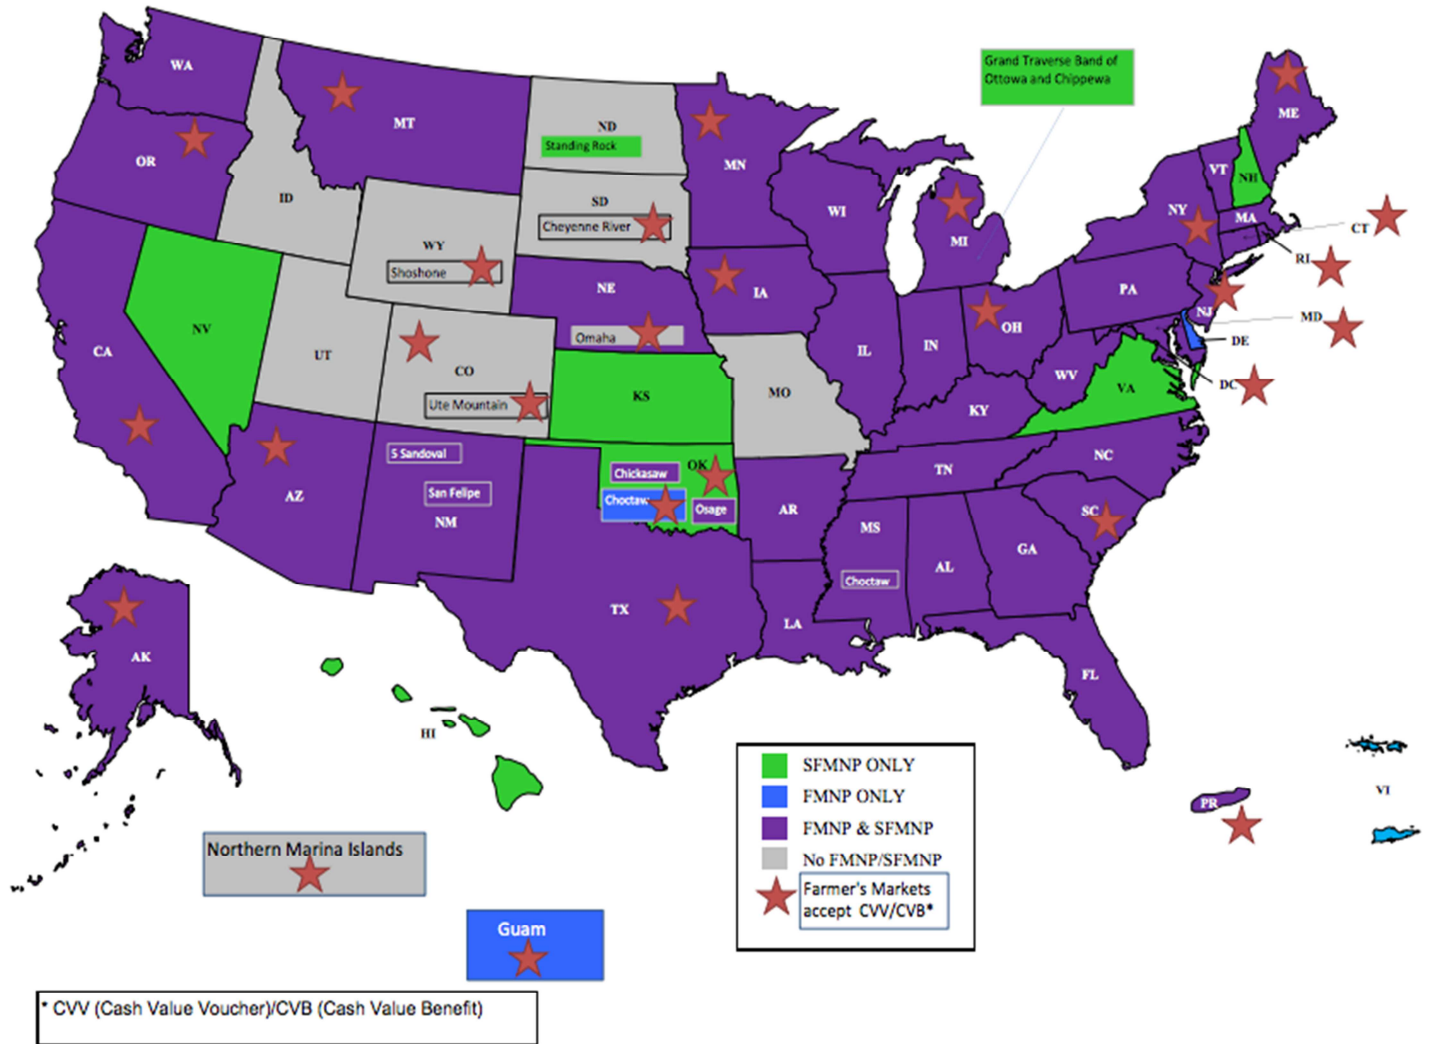 WA
MT
OR
ID
WY
Shoshone
ND
Standing Rock
SD
Cheyenne River
MN
WI
MI
Grand Traverse Band of
Ottowa and Chippewa
ME
VT
NH
NY
MA
CT
RI
NV
CA
UT
CO
Ute Mountain
NE
Omaha
IA
KS
MO
IL
IN
OH
PA
NJ
MD
DE
DC
WV
VA
KY
AZ
5 Sandoval
San Felipe
NM
OK
Chickasaw
Choctaw
Osage
AR
TN
NC
SC
MS
Choctaw
AL
GA
TX
LA
FL
AK
HI
PR
VI
Northern Marina Islands
Guam
SFMNP ONLY
FMNP ONLY
FMNP & SFMNP
No FMNP/SFMNP
Farmer's Markets
accept CVV/CVB*
* CVV (Cash Value Voucher)/CVB (Cash Value Benefit)